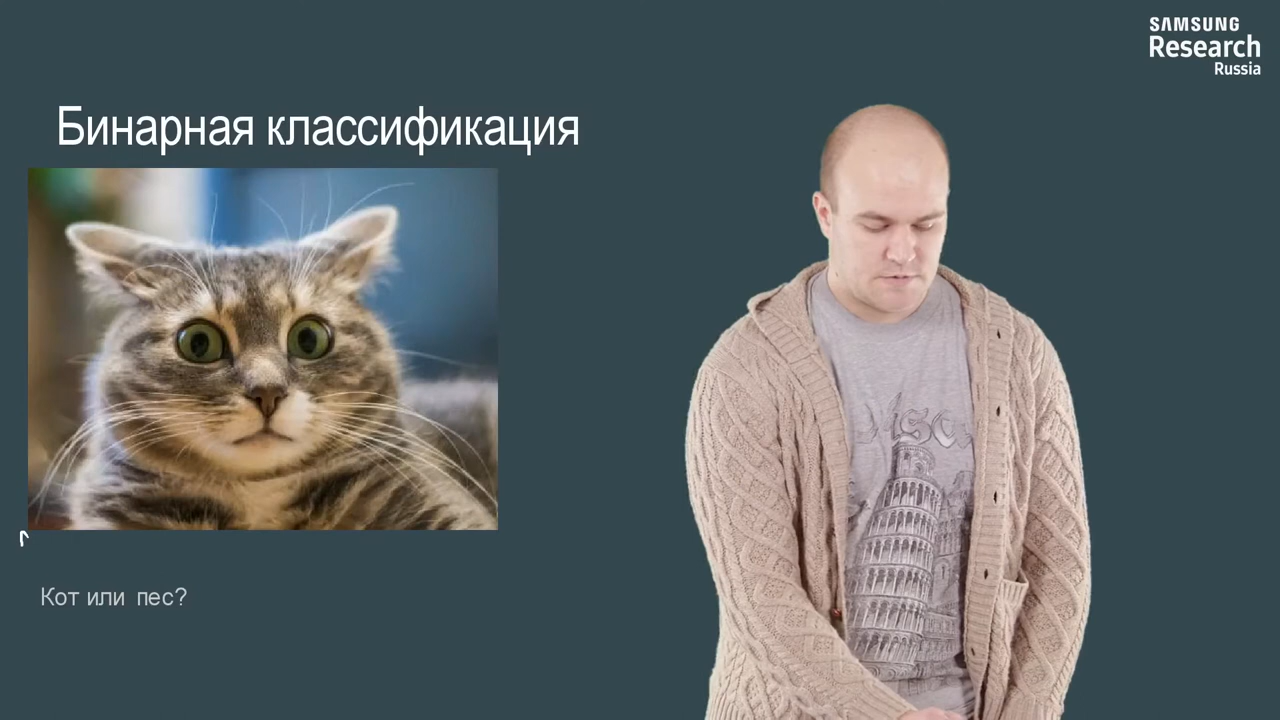 SAMSUNG
Research
Russia
Бинарная классификация
Кот или пес?